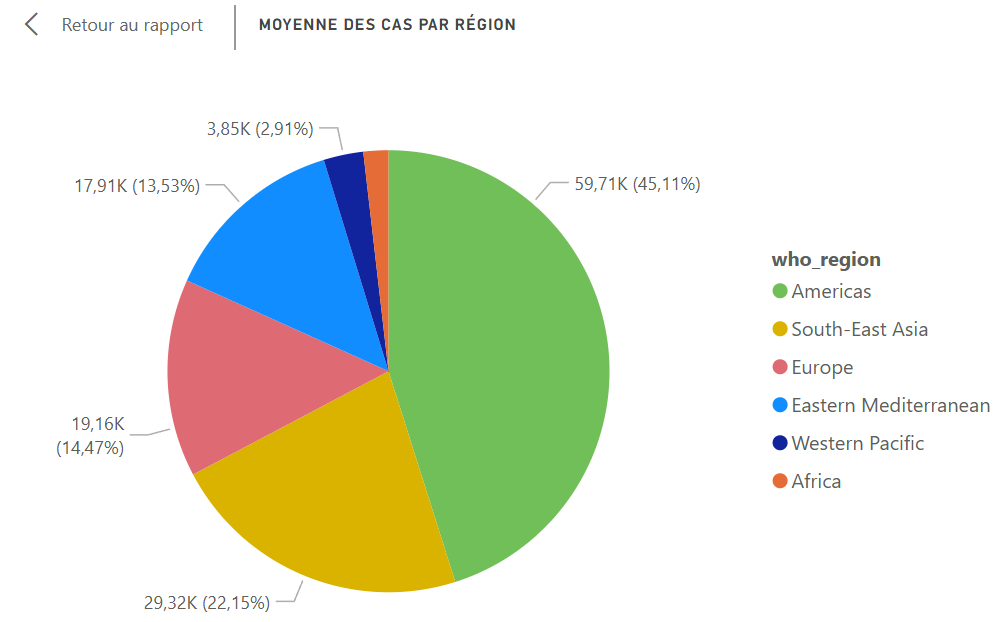 Retour au rapport
MOYENNE DES CAS PAR RÉGION
3,85K (2,91%)
17,91K (13,53%)
59,71K (45,11%)
19,16K
(14,47%)
29,32K (22,15%)
who_region
Americas
South-East Asia
Europe
Eastern Mediterranean
Western Pacific
Africa